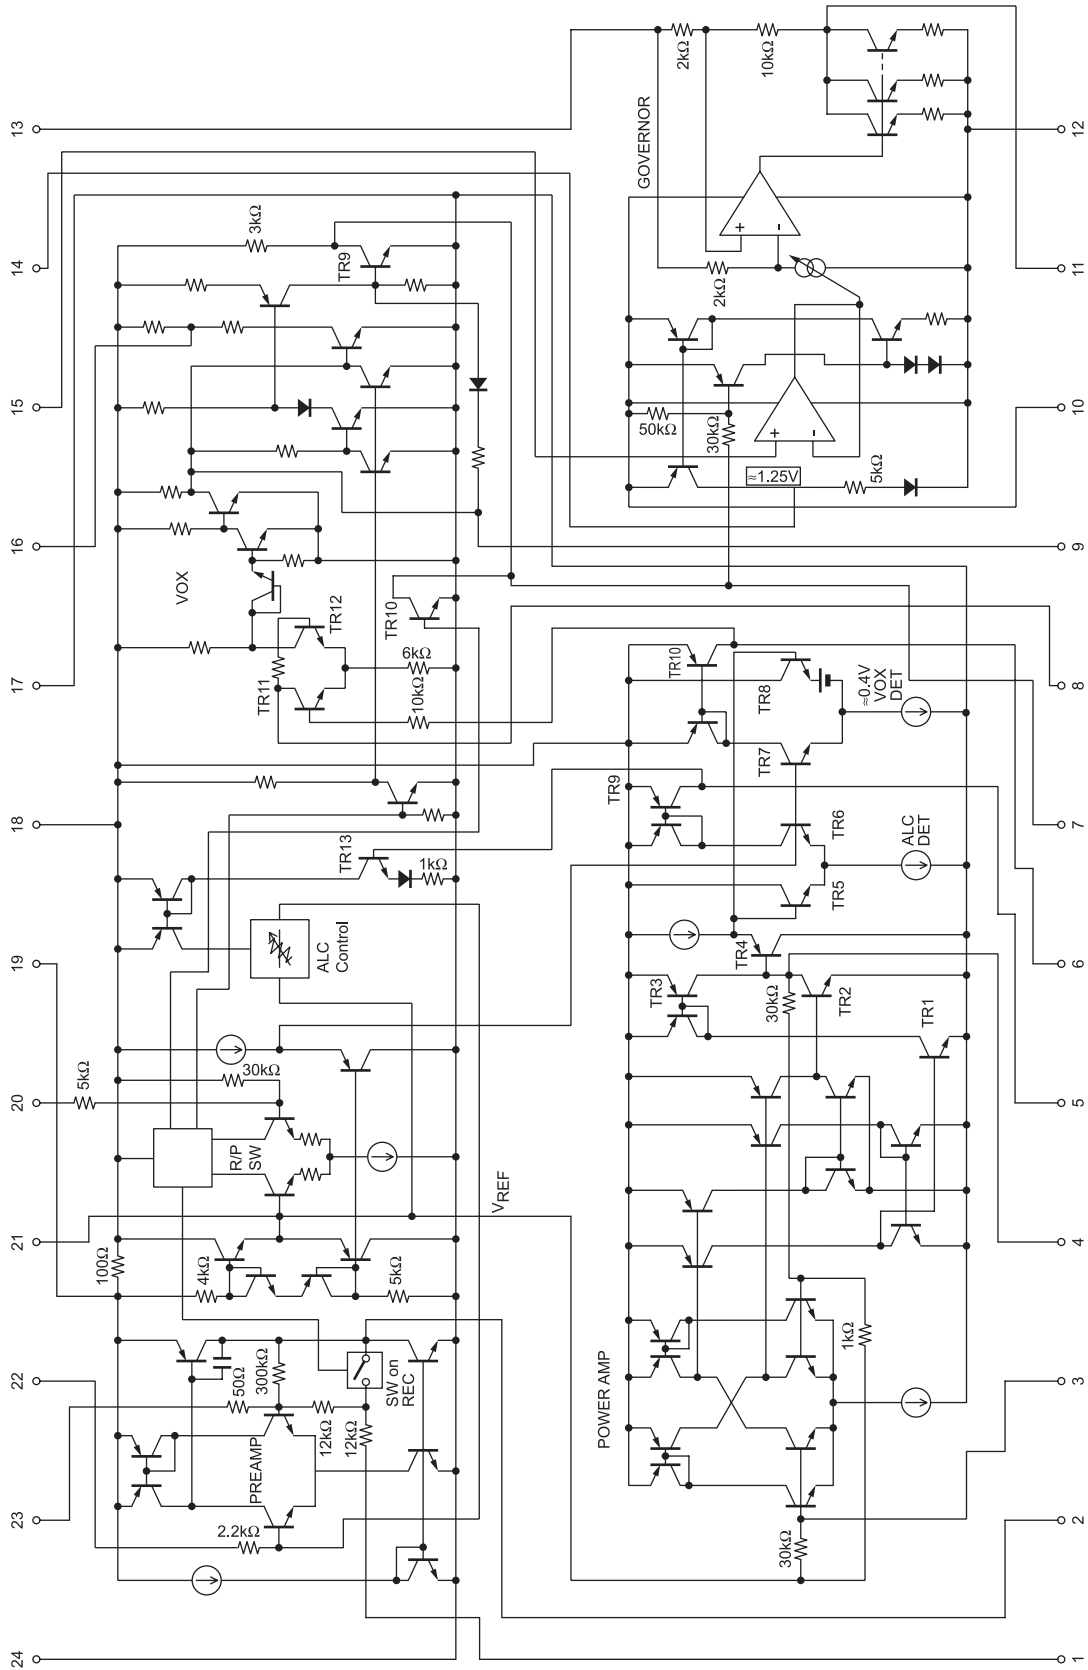 13
14
15
16
17
18
19
20
21
22
23
24
12
11
10
9
8
7
6
5
4
3
2
1
GOVERNOR
2kΩ
10kΩ
2kΩ
+
-
50kΩ
30kΩ
+
-
≈1.25V
5kΩ
3kΩ
TR9
VOX
TR12
TR11
TR10
6kΩ
10kΩ
TR13
1kΩ
ALC
Control
5kΩ
30kΩ
R/P
SW
VREF
100Ω
4kΩ
5kΩ
50Ω
300kΩ
12kΩ
12kΩ
SW on
REC
PREAMP
2.2kΩ
TR10
TR8
≈0.4V
VOX
DET
TR7
TR9
TR6
ALC
DET
TR5
TR4
TR3
30kΩ
TR2
TR1
POWER AMP
1kΩ
30kΩ